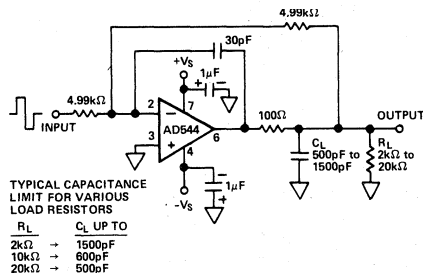 4.99kΩ
30pF
+VS
1μF
7
4.99kΩ
2
INPUT
AD544
6
100Ω
OUTPUT
3
4
CL
500pF to
1500pF
RL
2kΩ to
20kΩ
1μF
-VS
TYPICAL CAPACITANCE
LIMIT FOR VARIOUS
LOAD RESISTORS
RL CL UP TO
2kΩ → 1500pF
10kΩ → 600pF
20kΩ → 500pF